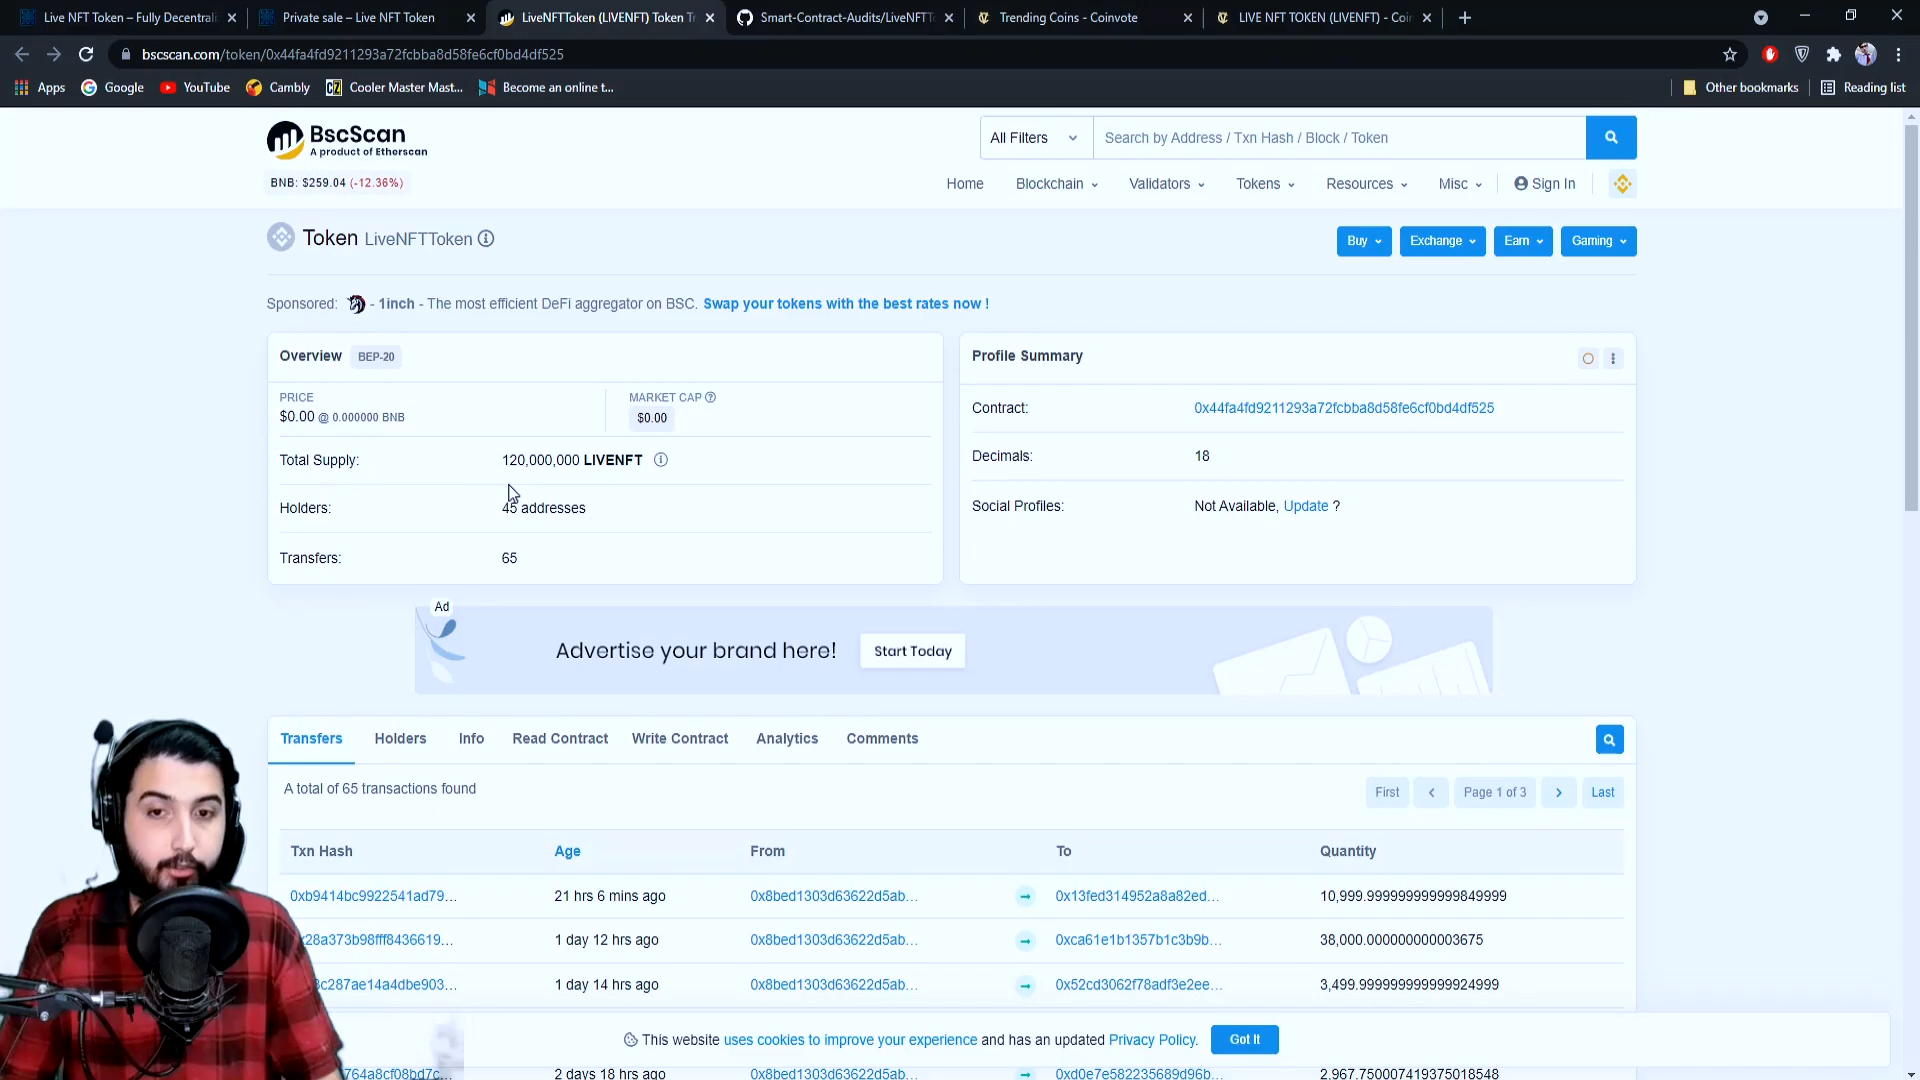 Live NFT Token – Fully Decentrali
Private sale – Live NFT Token
LiveNFTToken (LIVENFT) Token T
Smart-Contract-Audits/LiveNFTT
Trending Coins - Coinvote
LIVE NFT TOKEN (LIVENFT) - Coin
bscscan.com/token/0x44fa4fd9211293a72fcbba8d58fe6cf0bd4df525
Apps
Google
YouTube
Cambly
Cooler Master Mast...
Become an online t...
Other bookmarks
Reading list
BscScan
A product of Etherscan
All Filters
Search by Address / Txn Hash / Block / Token
BNB: $259.04 (-12.36%)
Home
Blockchain
Validators
Tokens
Resources
Misc
Sign In
Token LiveNFTToken
Buy
Exchange
Earn
Gaming
Sponsored: - 1inch - The most efficient DeFi aggregator on BSC. Swap your tokens with the best rates now !
Overview BEP-20
PRICE
$0.00 @ 0.000000 BNB
MARKET CAP
$0.00
Total Supply: 120,000,000 LIVENFT
Holders: 45 addresses
Transfers: 65
Profile Summary
Contract: 0x44fa4fd9211293a72fcbba8d58fe6cf0bd4df525
Decimals: 18
Social Profiles: Not Available, Update ?
Ad
Advertise your brand here!
Start Today
Transfers
Holders
Info
Read Contract
Write Contract
Analytics
Comments
A total of 65 transactions found
First
Page 1 of 3
Last
Txn Hash Age From To Quantity
0xb9414bc9922541ad79... 21 hrs 6 mins ago 0x8bed1303d63622d5ab... 0x13fed314952a8a82ed... 10,999.999999999999849999
x28a373b98fff8436619... 1 day 12 hrs ago 0x8bed1303d63622d5ab... 0xca61e1b1357b1c3b9b... 38,000.000000000003675
c287ae14a4dbe903... 1 day 14 hrs ago 0x8bed1303d63622d5ab... 0x52cd3062f78adf3e2ee... 3,499.999999999999924999
This website uses cookies to improve your experience and has an updated Privacy Policy.
Got It
764a8cf08bd7c... 2 days 18 hrs ago 0x8bed1303d63622d5ab... 0xd0e7e582235689d96b... 2,967.750007419375018548